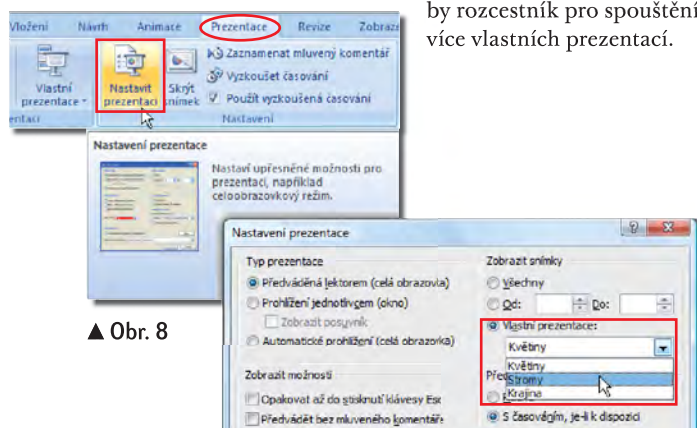 by rozcestník pro spouštění
více vlastních prezentací.
Vložení Návrh Animace Prezentace Revize Zobraz
Vlastní prezentace
Nastavit prezentaci
Skrýt snímek
Zaznamenat mluvený komentář
Vyzkoušet časování
Použít vyzkoušená časování
Nastavení
Nastavení prezentace
Nastaví upřesněné možnosti pro
prezentaci, například
celoobrazovkový režim.
▲ Obr. 8
Nastavení prezentace
Typ prezentace
Předváděná lektorem (celá obrazovka)
Prohlížení jednotlivcem (okno)
Zobrazit posuvník
Automatické prohlížení (celá obrazovka)
Zobrazit možnosti
Opakovat až do stisknutí klávesy Esc
Předvádět bez mluveného komentáře
Zobrazit snímky
Všechny
Od: Do:
Vlastní prezentace:
Květiny
Květiny
Stromy
Krajina
S časováním, je-li k dispozici